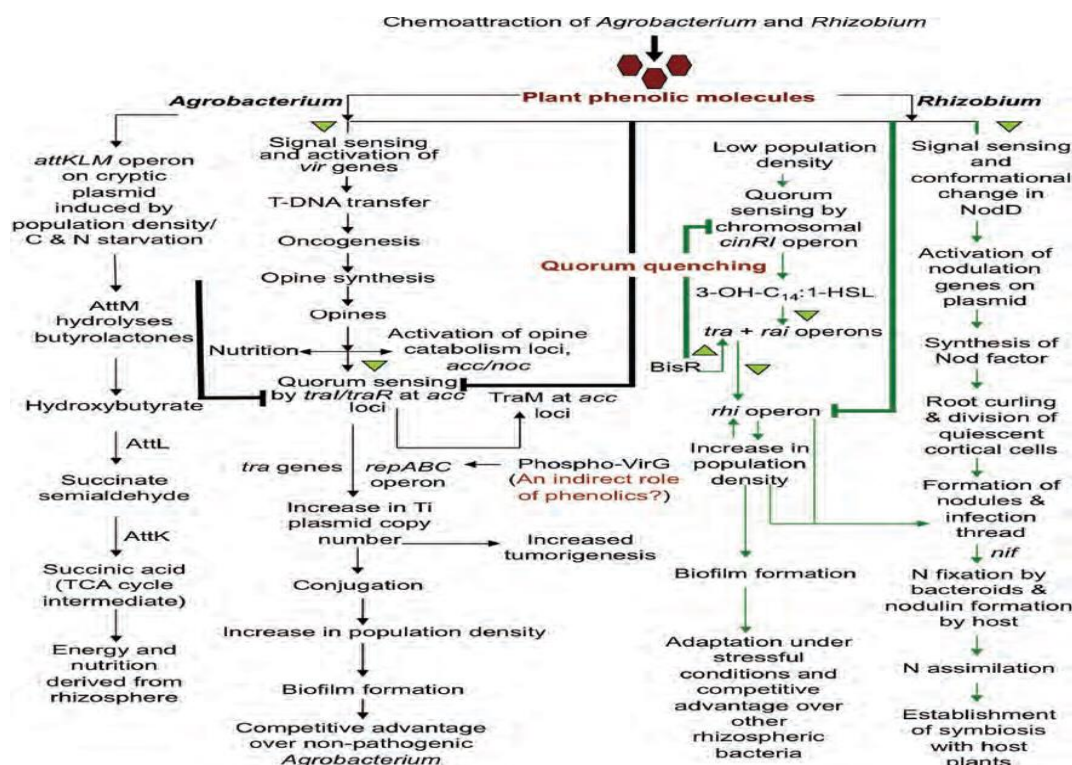 Chemoattraction of Agrobacterium and Rhizobium
Plant phenolic molecules
Agrobacterium
Rhizobium
attKLM operon
on cryptic
plasmid
induced by
population density/
C & N starvation
AttM
hydrolyses
butyrolactones
Hydroxybutyrate
AttL
Succinate
semialdehyde
AttK
Succinic acid
(TCA cycle
intermediate)
Energy and
nutrition
derived from
rhizosphere
Signal sensing
and activation of
vir genes
T-DNA transfer
Oncogenesis
Opine synthesis
Opines
Nutrition
Activation of opine
catabolism loci,
acc/noc
Quorum sensing
by traI/traR at acc
loci
TraM at acc
loci
tra genes
repABC
operon
Phospho-VirG
(An indirect role
of phenolics?)
Increase in Ti
plasmid copy
number
Increased
tumorigenesis
Conjugation
Increase in population density
Biofilm formation
Competitive advantage
over non-pathogenic
Agrobacterium
Quorum quenching
Low population
density
Quorum
sensing by
chromosomal
cinRI operon
3-OH-C14:1-HSL
tra + rai operons
BisR
rhi operon
Increase in
population
density
Biofilm formation
Adaptation under
stressful
conditions and
competitive
advantage over
other
rhizospheric
bacteria
Signal sensing
and
conformational
change in
NodD
Activation of
nodulation
genes on
plasmid
Synthesis of
Nod factor
Root curling
& division of
quiescent
cortical cells
Formation of
nodules &
infection
thread
nif
N fixation by
bacteroids &
nodulin formation
by host
N assimilation
Establishment
of symbiosis
with host
plants